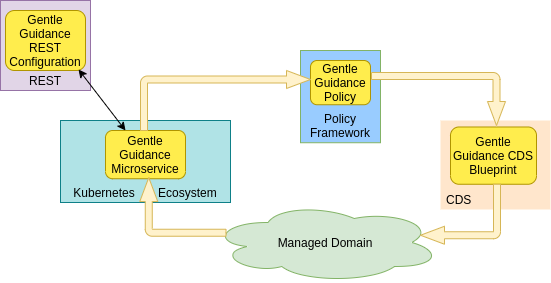 Gentle
Guidance
REST
Configuration
REST
Gentle
Guidance
Policy
Policy
Framework
Gentle
Guidance
Microservice
Kubernetes Ecosystem
Gentle
Guidance CDS
Blueprint
CDS
Managed Domain